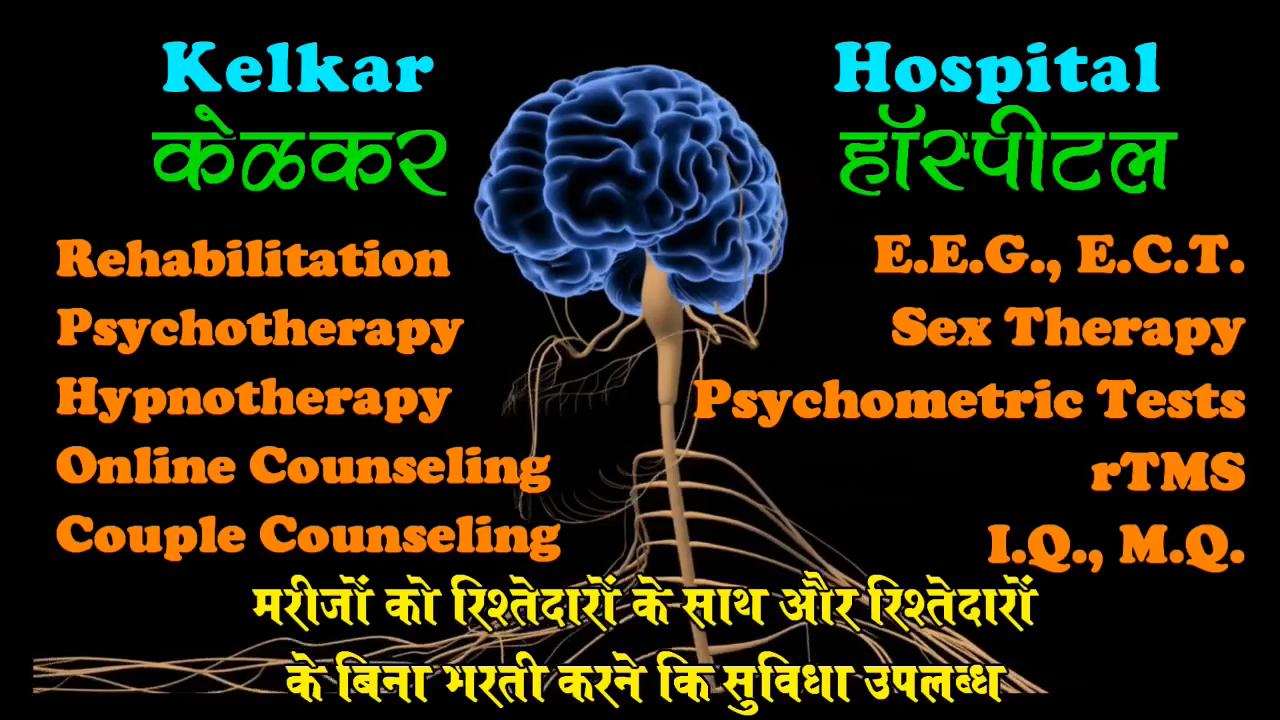 Kelkar Hospital
केळकर हॉस्पीटल
Rehabilitation
Psychotherapy
Hypnotherapy
Online Counseling
Couple Counseling
E.E.G., E.C.T.
Sex Therapy
Psychometric Tests
rTMS
I.Q., M.Q.
मरीजों को रिश्तेदारों के साथ और रिश्तेदारों
के बिना भरती करने कि सुविधा उपलब्ध